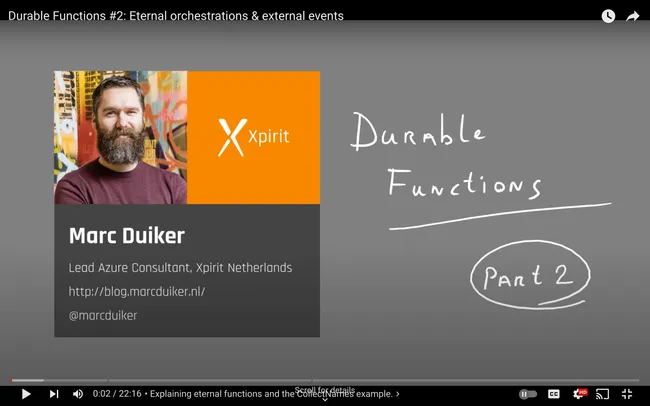 Durable Functions #2: Eternal orchestrations & external events
Xpirit
Durable
Functions
Part 2
Marc Duiker
Lead Azure Consultant, Xpirit Netherlands
http://blog.marcduiker.nl/
@marcduiker
Scroll for details
0:02 / 22:16 • Explaining eternal functions and the CollectNames example.
CC
HD